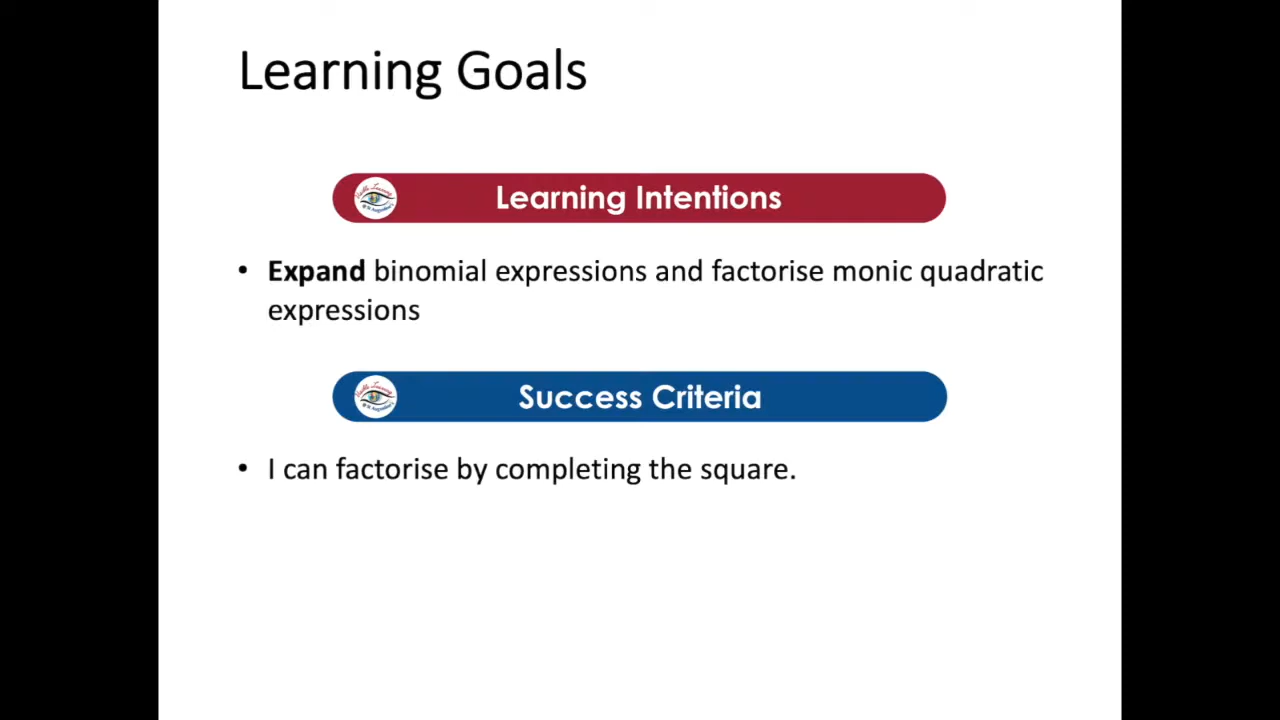 Learning Goals
Learning Intentions
• Expand binomial expressions and factorise monic quadratic
expressions
Success Criteria
• I can factorise by completing the square.